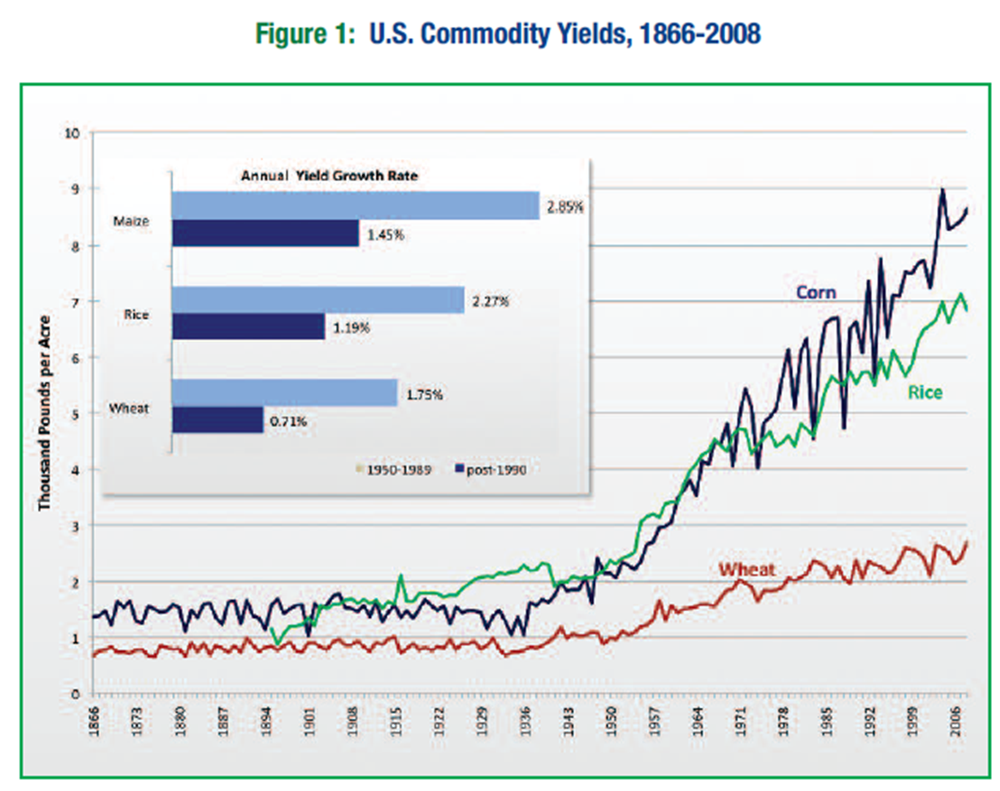 Figure 1: U.S. Commodity Yields, 1866-2008
10
9
8
7
6
5
4
3
2
1
0
Thousand Pounds per Acre
Annual Yield Growth Rate
Maize
2.85%
1.45%
Rice
2.27%
1.19%
Wheat
1.75%
0.71%
1950-1989 post-1990
Corn
Rice
Wheat
1866 1873 1880 1887 1894 1901 1908 1915 1922 1929 1936 1943 1950 1957 1964 1971 1978 1985 1992 1999 2006